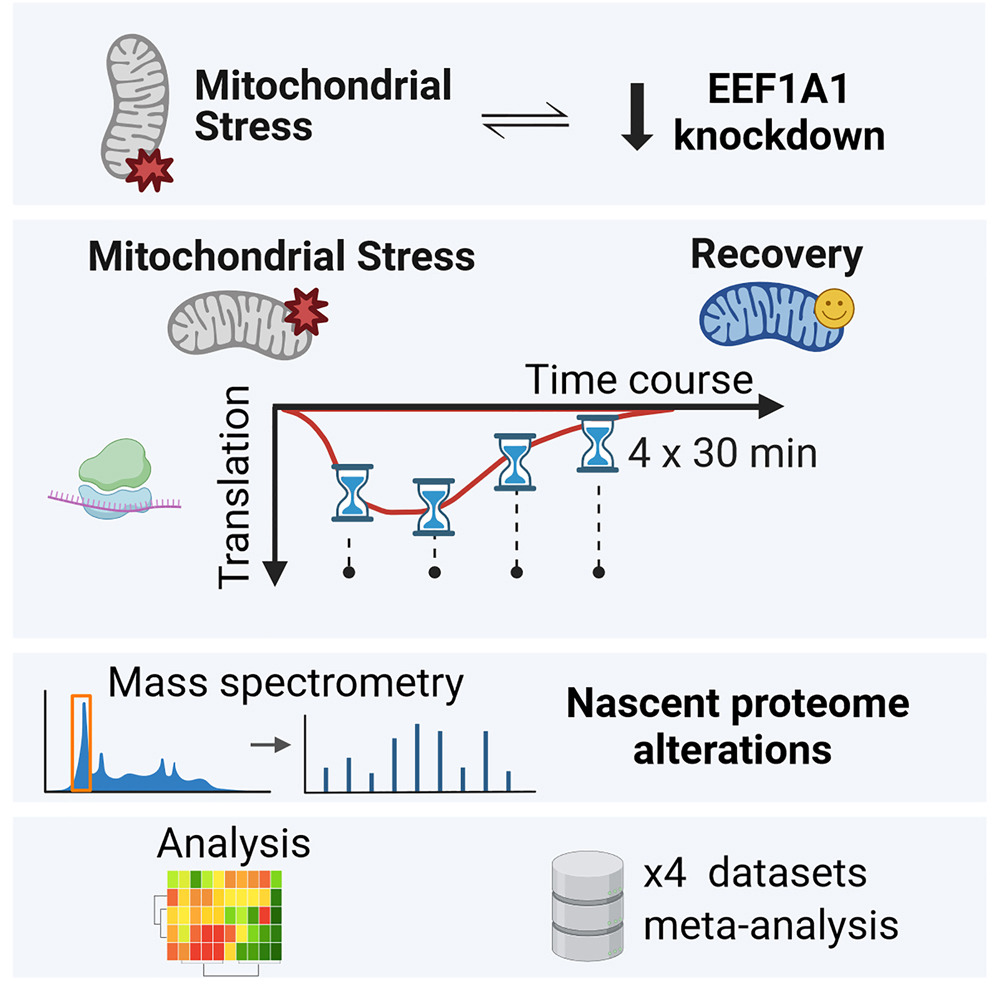 Mitochondrial
Stress
EEF1A1
knockdown
Mitochondrial Stress
Recovery
Time course
Translation
4 x 30 min
Mass spectrometry
Nascent proteome
alterations
Analysis
x4 datasets
meta-analysis